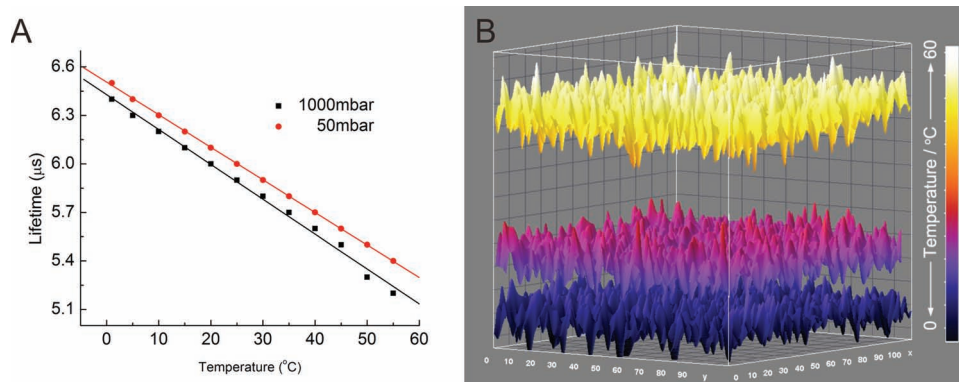 A
B
6.6
6.3
6.0
5.7
5.4
5.1
Lifetime (μs)
1000mbar
50mbar
0 10 20 30 40 50 60
Temperature (°C)
60
Temperature / °C
0
0 10 20 30 40 50 60 70 80 90 y
0 10 20 30 40 50 60 70 80 90 100 x